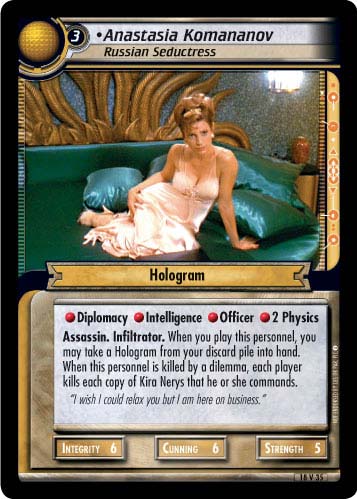 3
•Anastasia Komananov
Russian Seductress
Hologram
Diplomacy Intelligence Officer 2 Physics
Assassin. Infiltrator. When you play this personnel, you
may take a Hologram from your discard pile into hand.
When this personnel is killed by a dilemma, each player
kills each copy of Kira Nerys that he or she commands.
"I wish I could relax you but I am here on business."
INTEGRITY 6 CUNNING 6 STRENGTH 5
18 V 35